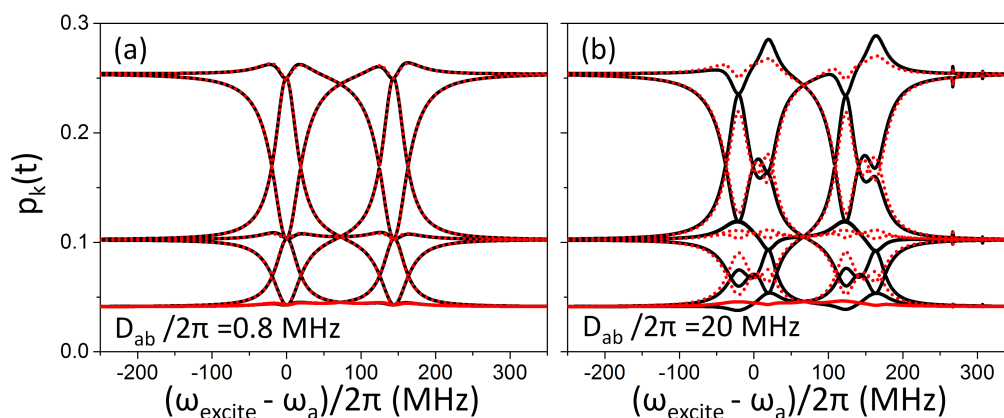 (a)
(b)
p_k(t)
0.3
0.2
0.1
0.0
D_ab /2π =0.8 MHz
D_ab /2π =20 MHz
-200 -100 0 100 200 300
-200 -100 0 100 200 300
(ω_excite - ω_a)/2π (MHz)
(ω_excite - ω_a)/2π (MHz)